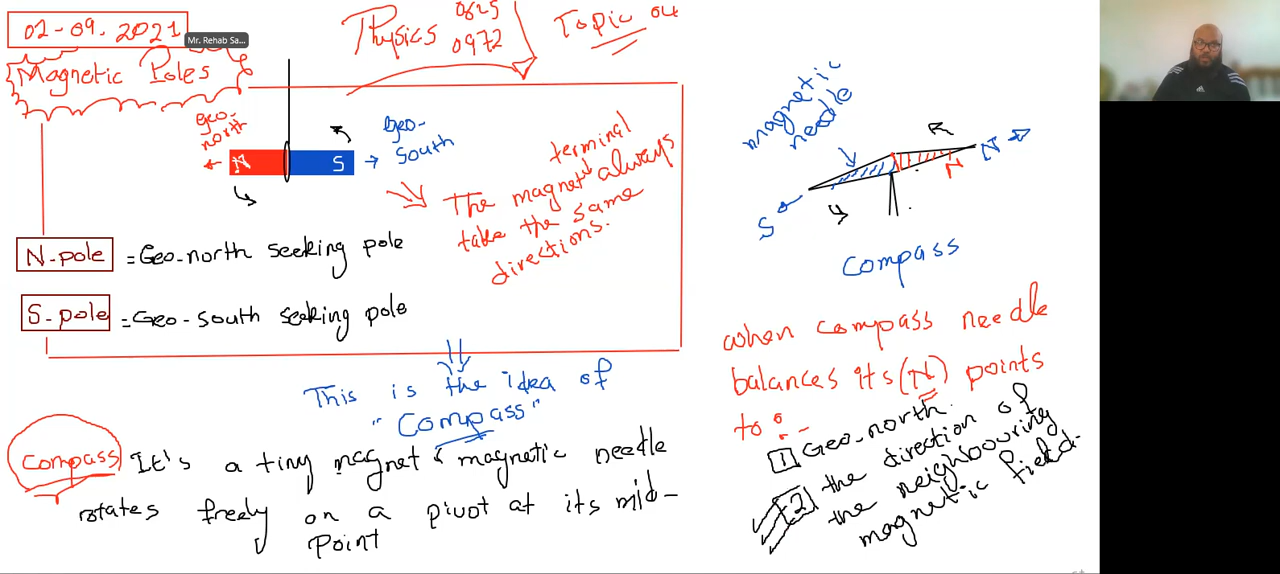 02-09.2021
Mr. Rehab Sa...
Physics 0625
0972
Topic 04
Magnetic Poles
geo-
north
N
S
geo-
south
The magnet terminal always
take the same
directions.
N-pole = Geo-north seeking pole
S-pole = Geo-south seeking pole
This is the idea of
"Compass"
Compass It's a tiny magnet & magnetic needle
rotates freely on a pivot at its mid-
point
magnetic
needle
N
N
S
Compass
when compass needle
balances its (N) points
to :-
1 Geo-north.
2 the direction of
the neighbouring
magnetic field.